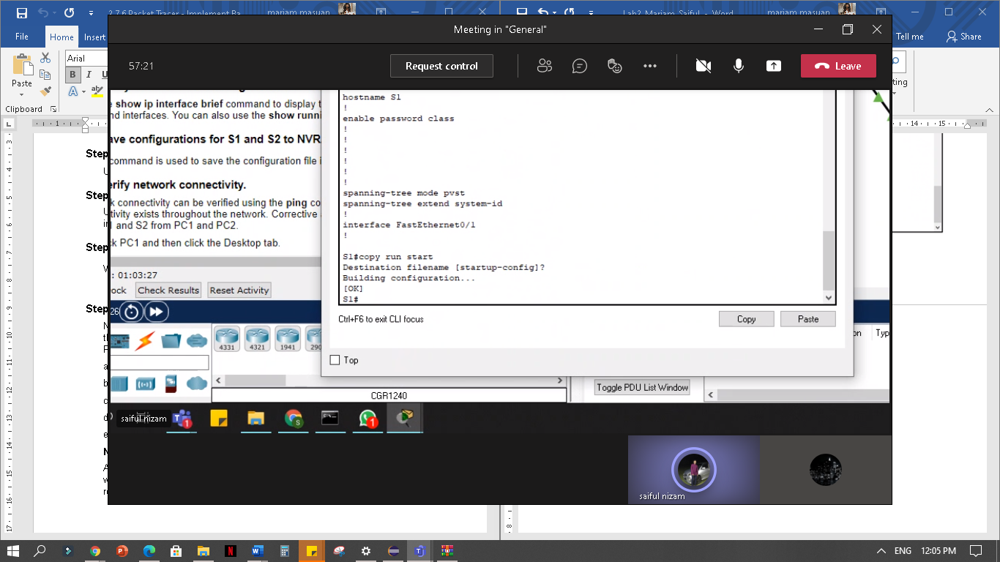 2.7.6 Packet Tracer - Implement Ba
mariam masuan
Lab3_Mariam_Saiful - Word
mariam masuan
File
Home
Insert
Tell me
Share
Arial
B I U
Paste
Clipboard
Meeting in "General"
57:21
Request control
Leave
show ip interface brief command to display t
nd interfaces. You can also use the show runni
ave configurations for S1 and S2 to NVR
command is used to save the configuration file i
erify network connectivity.
k connectivity can be verified using the ping co
tivity exists throughout the network. Corrective
1 and S2 from PC1 and PC2.
ck PC1 and then click the Desktop tab.
Step
Step
Step
Step
: 01:03:27
ock
Check Results
Reset Activity
hostname S1
!
enable password class
!
!
!
!
!
!
spanning-tree mode pvst
spanning-tree extend system-id
!
interface FastEthernet0/1
!
S1#copy run start
Destination filename [startup-config]?
Building configuration...
[OK]
S1#
Ctrl+F6 to exit CLI focus
Copy
Paste
Top
26
4331
4321
1941
290
CGR1240
Toggle PDU List Window
on
Typ
saiful nizam
saiful nizam
ENG
12:05 PM